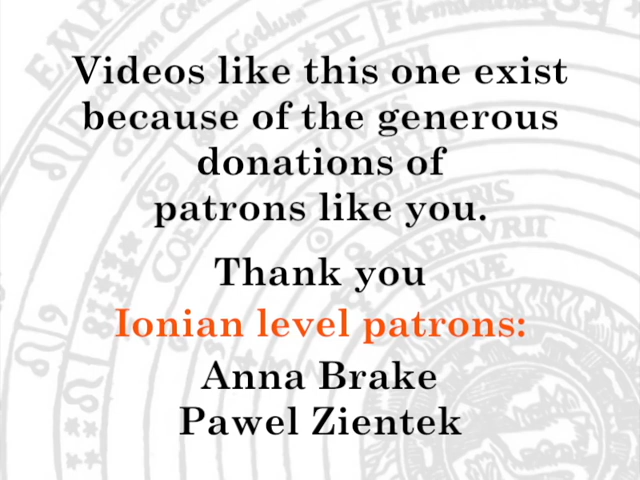 Videos like this one exist
because of the generous
donations of
patrons like you.
Thank you
Ionian level patrons:
Anna Brake
Pawel Zientek